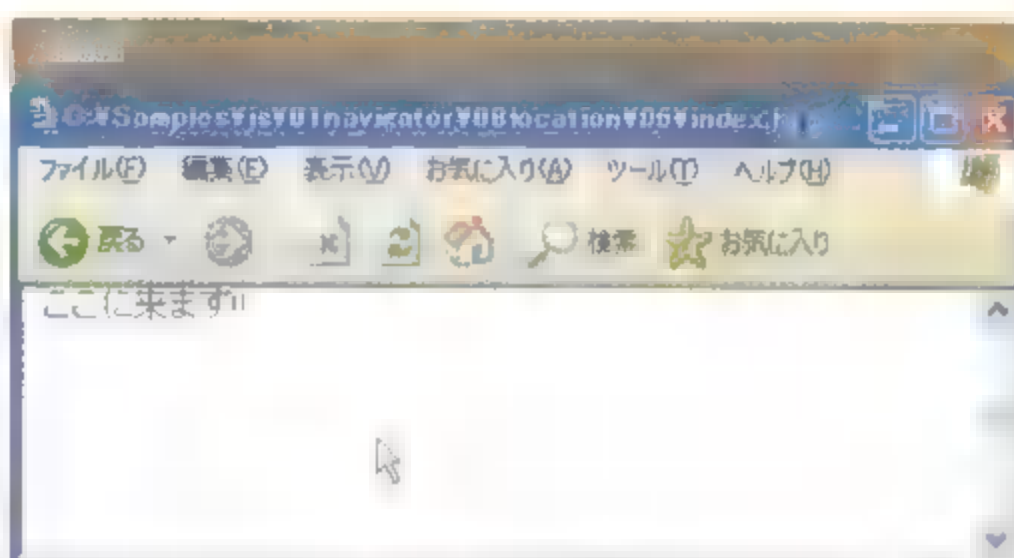 G:¥Samples¥js¥01navigator¥08location¥06¥index.h
ファイル(F) 編集(E) 表示(V) お気に入り(A) ツール(T) ヘルプ(H)
戻る 検索 お気に入り
ここに来ます!!